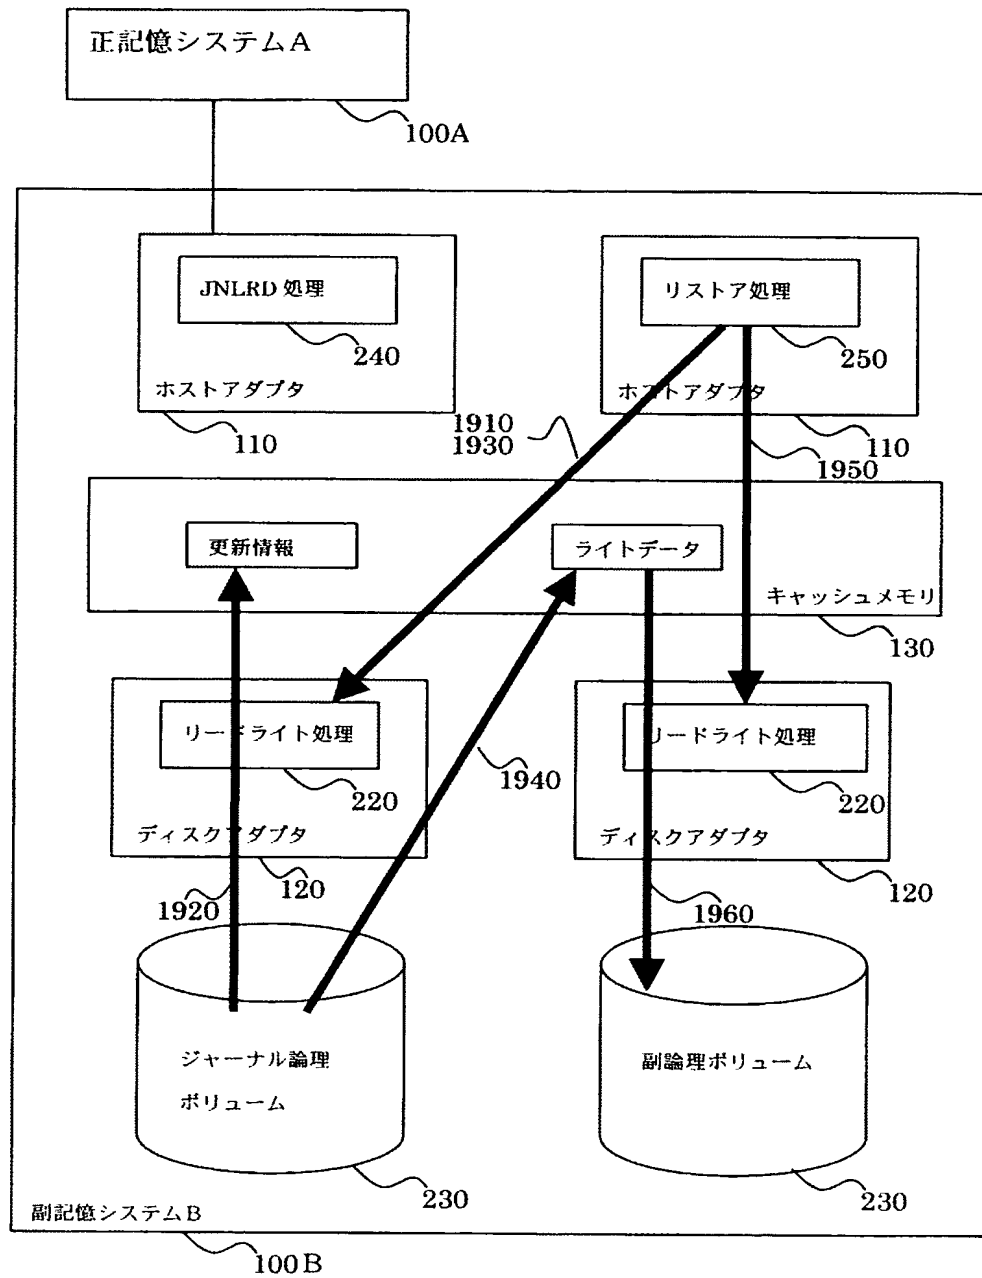 正記憶システムA
100A
JNLRD 処理
240
ホストアダプタ
110
リストア処理
250
ホストアダプタ
110
1910
1930
1950
更新情報
ライトデータ
キャッシュメモリ
130
リードライト処理
220
ディスクアダプタ
120
1940
リードライト処理
220
ディスクアダプタ
120
1920
1960
ジャーナル論理
ボリューム
230
副論理ボリューム
230
副記憶システムB
100B